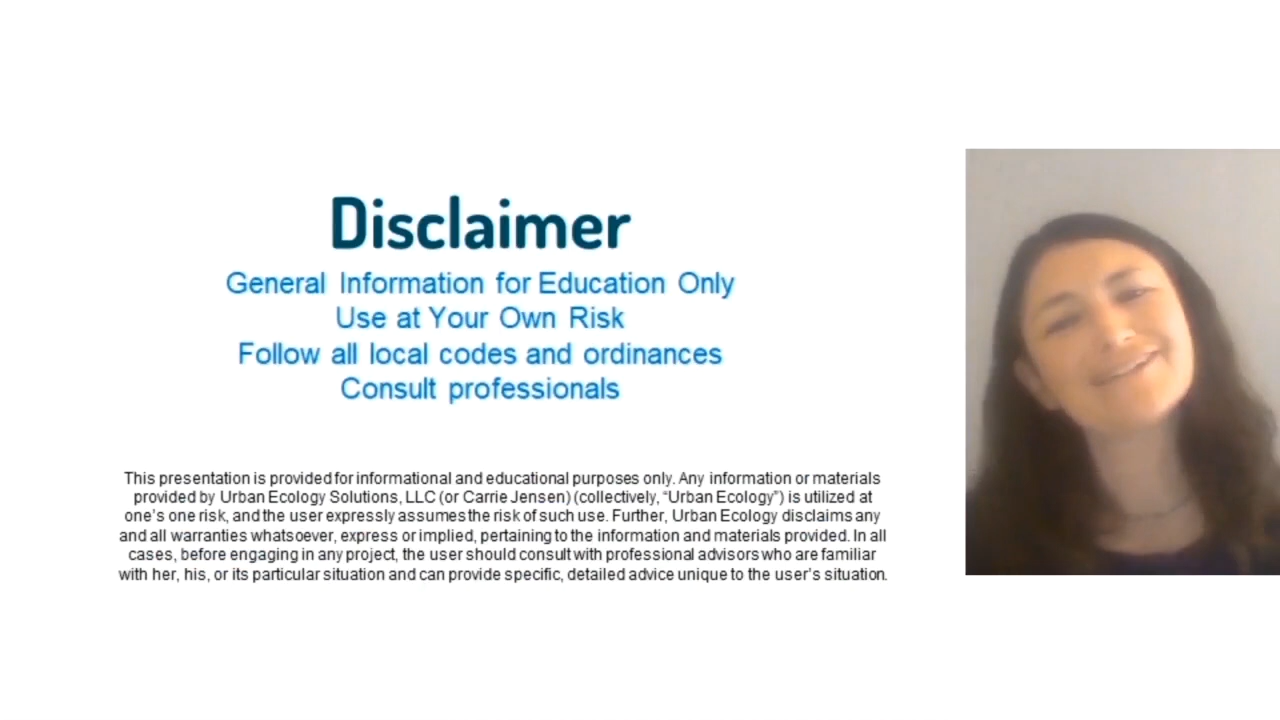 Disclaimer
General Information for Education Only
Use at Your Own Risk
Follow all local codes and ordinances
Consult professionals
This presentation is provided for informational and educational purposes only. Any information or materials
provided by Urban Ecology Solutions, LLC (or Carrie Jensen) (collectively, “Urban Ecology”) is utilized at
one’s one risk, and the user expressly assumes the risk of such use. Further, Urban Ecology disclaims any
and all warranties whatsoever, express or implied, pertaining to the information and materials provided. In all
cases, before engaging in any project, the user should consult with professional advisors who are familiar
with her, his, or its particular situation and can provide specific, detailed advice unique to the user’s situation.